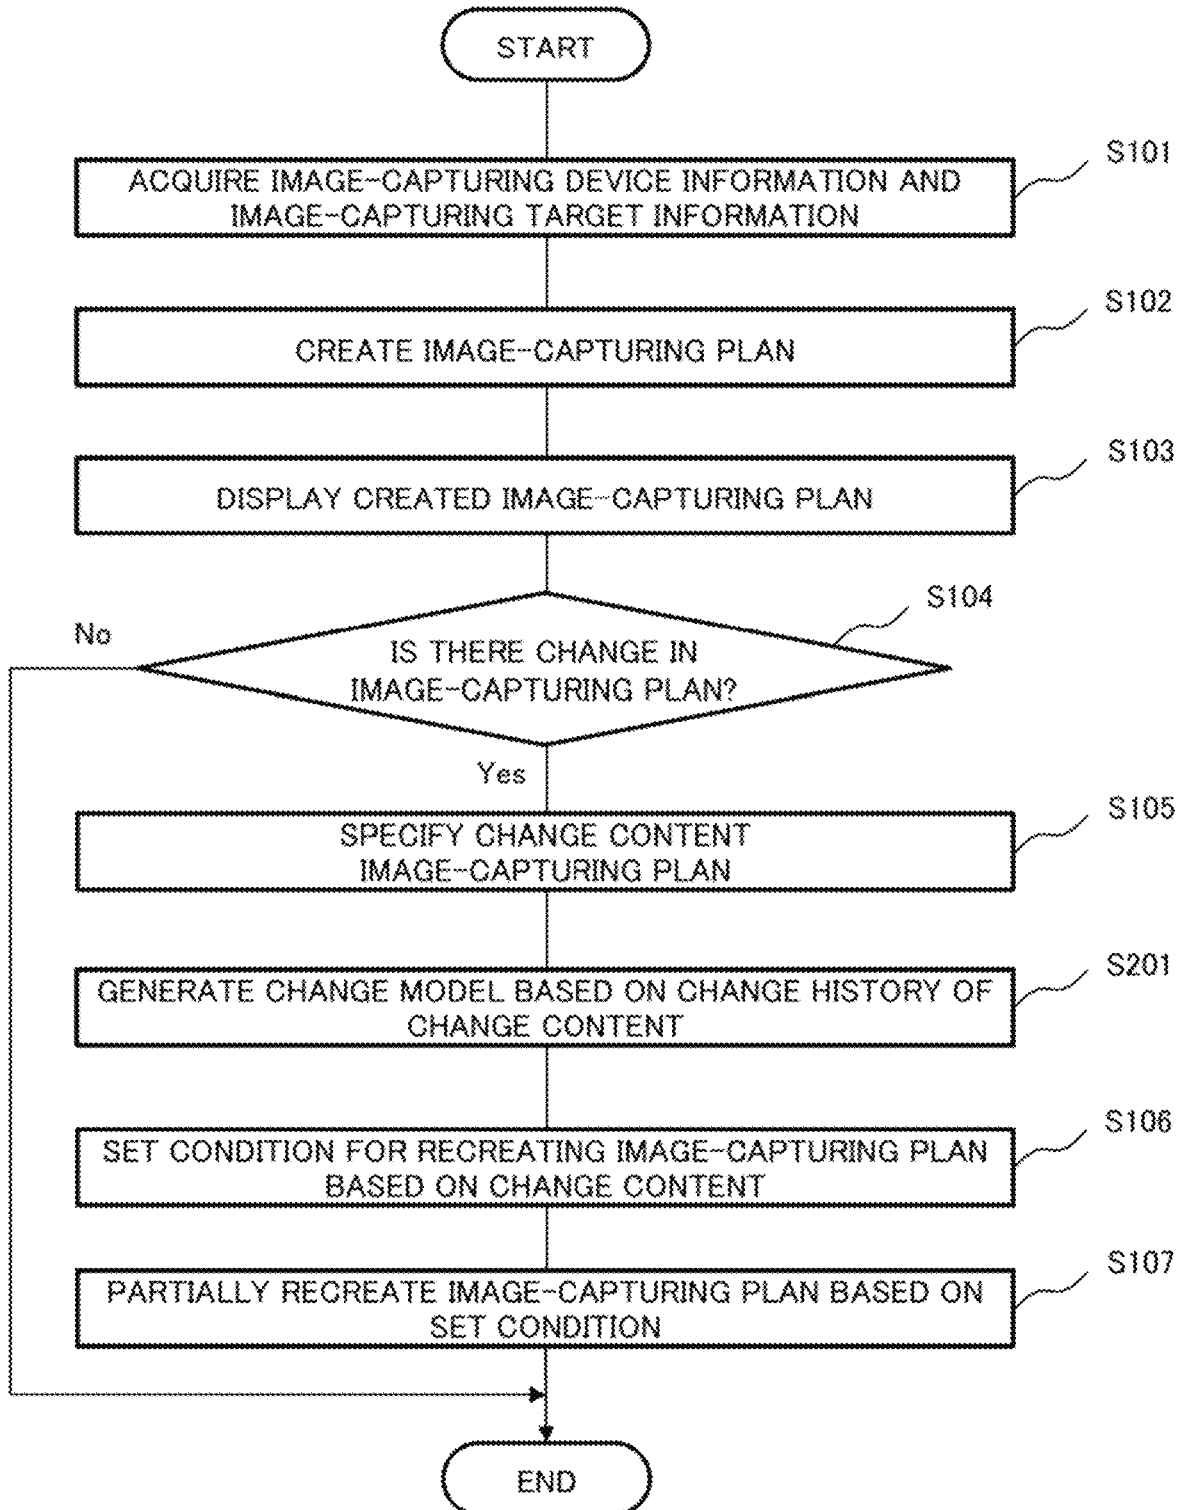 START
S101
ACQUIRE IMAGE-CAPTURING DEVICE INFORMATION AND
IMAGE-CAPTURING TARGET INFORMATION
S102
CREATE IMAGE-CAPTURING PLAN
S103
DISPLAY CREATED IMAGE-CAPTURING PLAN
S104
No
IS THERE CHANGE IN
IMAGE-CAPTURING PLAN?
Yes
S105
SPECIFY CHANGE CONTENT
IMAGE-CAPTURING PLAN
S201
GENERATE CHANGE MODEL BASED ON CHANGE HISTORY OF
CHANGE CONTENT
S106
SET CONDITION FOR RECREATING IMAGE-CAPTURING PLAN
BASED ON CHANGE CONTENT
S107
PARTIALLY RECREATE IMAGE-CAPTURING PLAN BASED ON
SET CONDITION
END